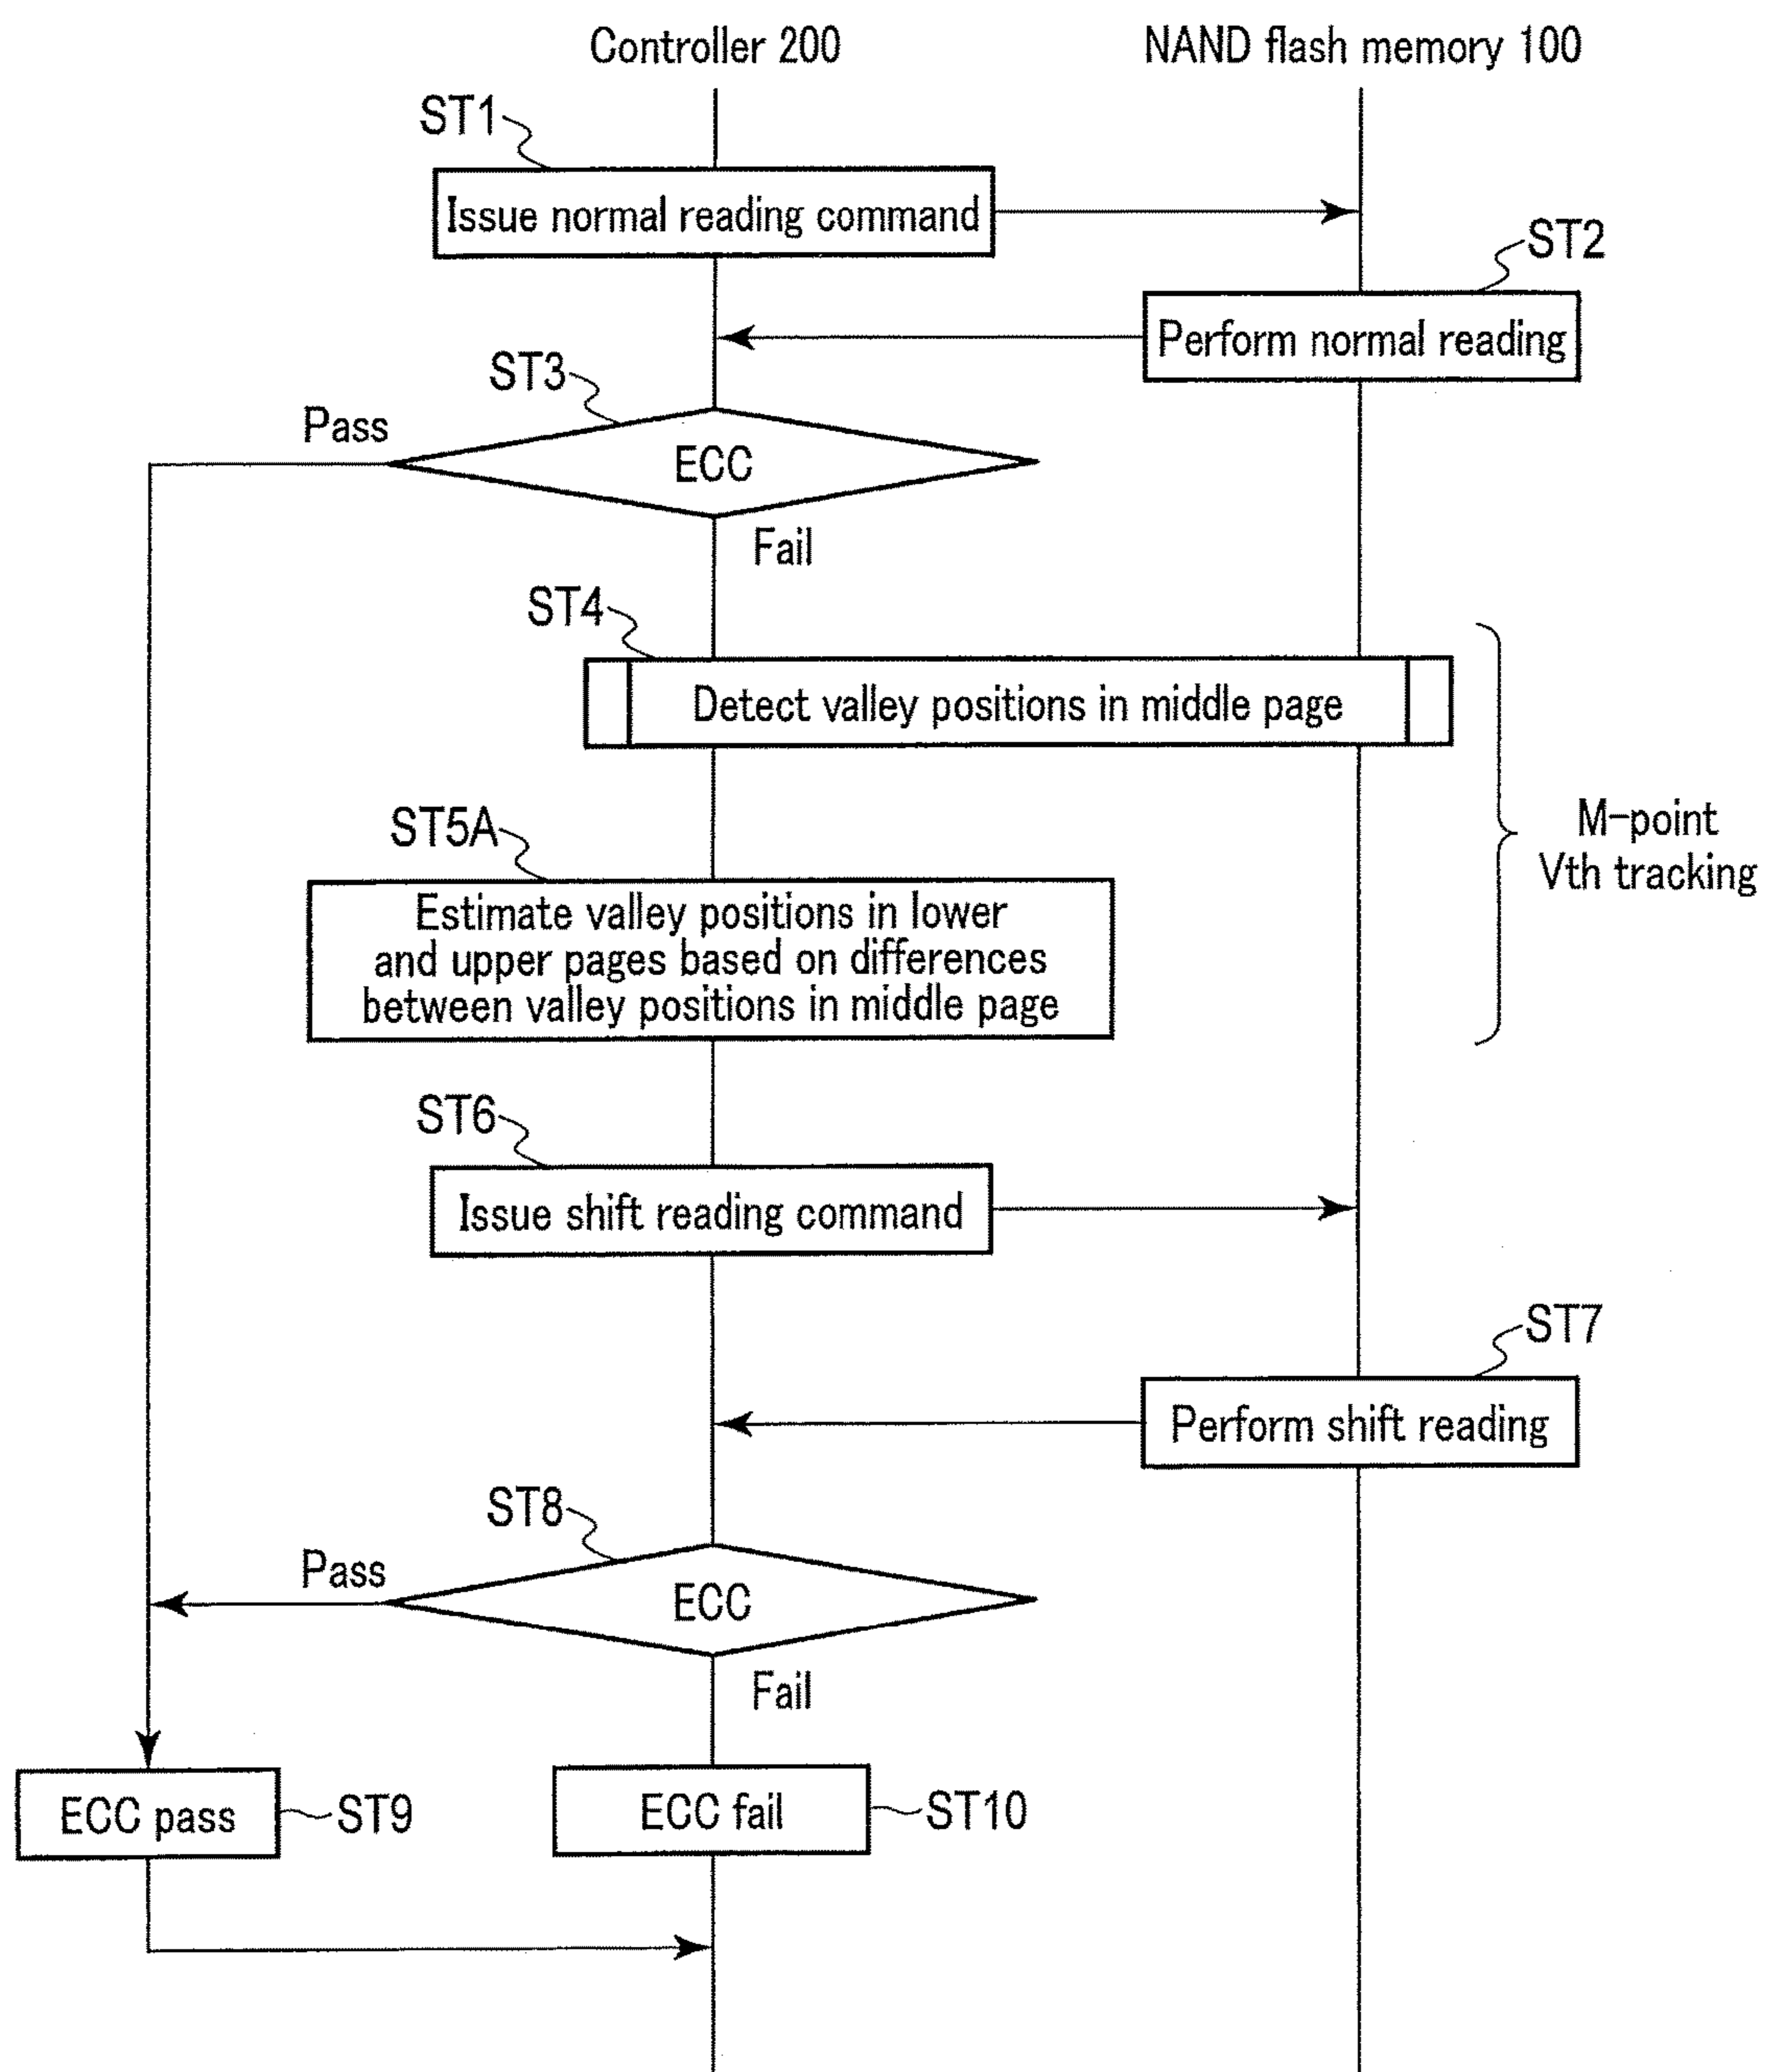 Controller 200
NAND flash memory 100
ST1
Issue normal reading command
ST2
Perform normal reading
ST3
Pass
ECC
Fail
ST4
Detect valley positions in middle page
M-point
Vth tracking
ST5A
Estimate valley positions in lower
and upper pages based on differences
between valley positions in middle page
ST6
Issue shift reading command
ST7
Perform shift reading
ST8
Pass
ECC
Fail
ECC pass
ST9
ECC fail
ST10